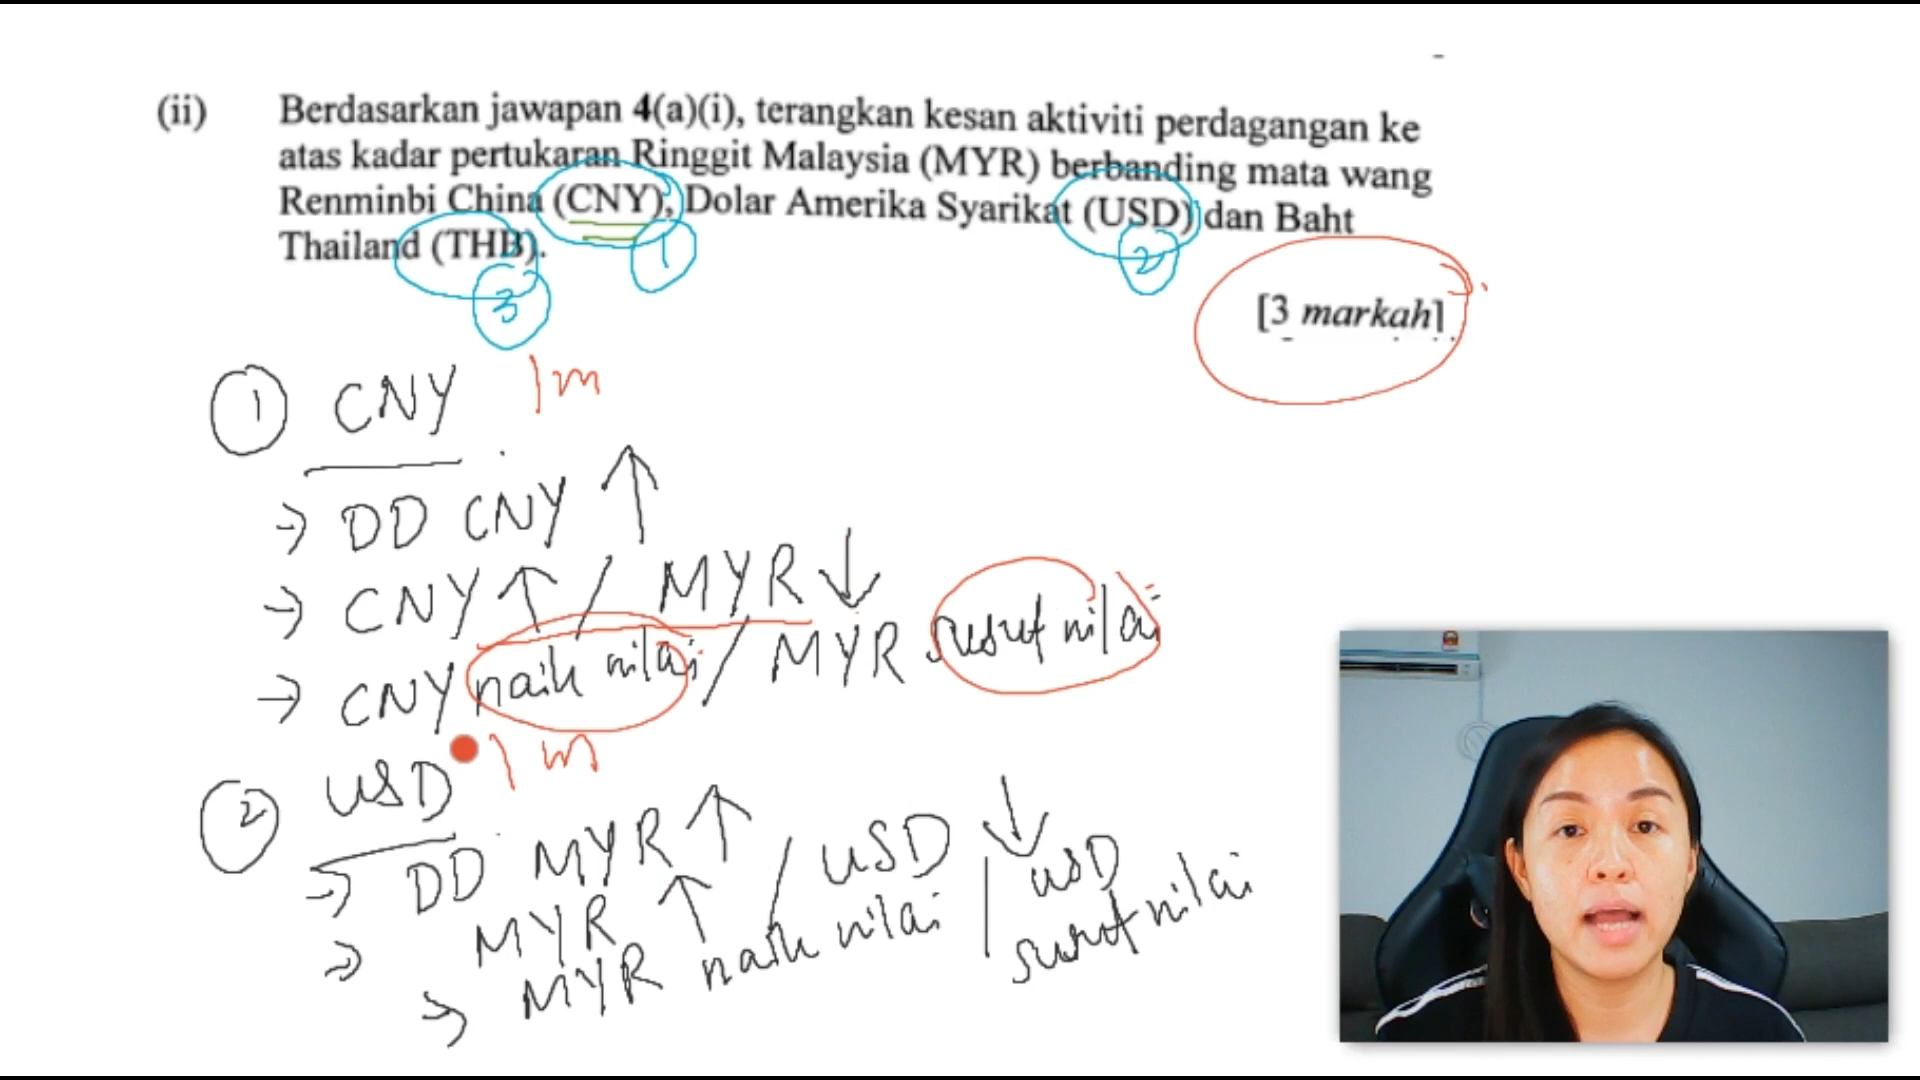 (ii) Berdasarkan jawapan 4(a)(i), terangkan kesan aktiviti perdagangan ke
atas kadar pertukaran Ringgit Malaysia (MYR) berbanding mata wang
Renminbi China (CNY), Dolar Amerika Syarikat (USD) dan Baht
Thailand (THB).
1
2
3
[3 markah]
1 CNY 1m
→ DD CNY ↑
→ CNY ↑ / MYR ↓
→ CNY naik nilai / MYR susut nilai
2 USD 1m
→ DD MYR ↑
→ MYR ↑ / USD ↓
→ MYR naik nilai / USD susut nilai